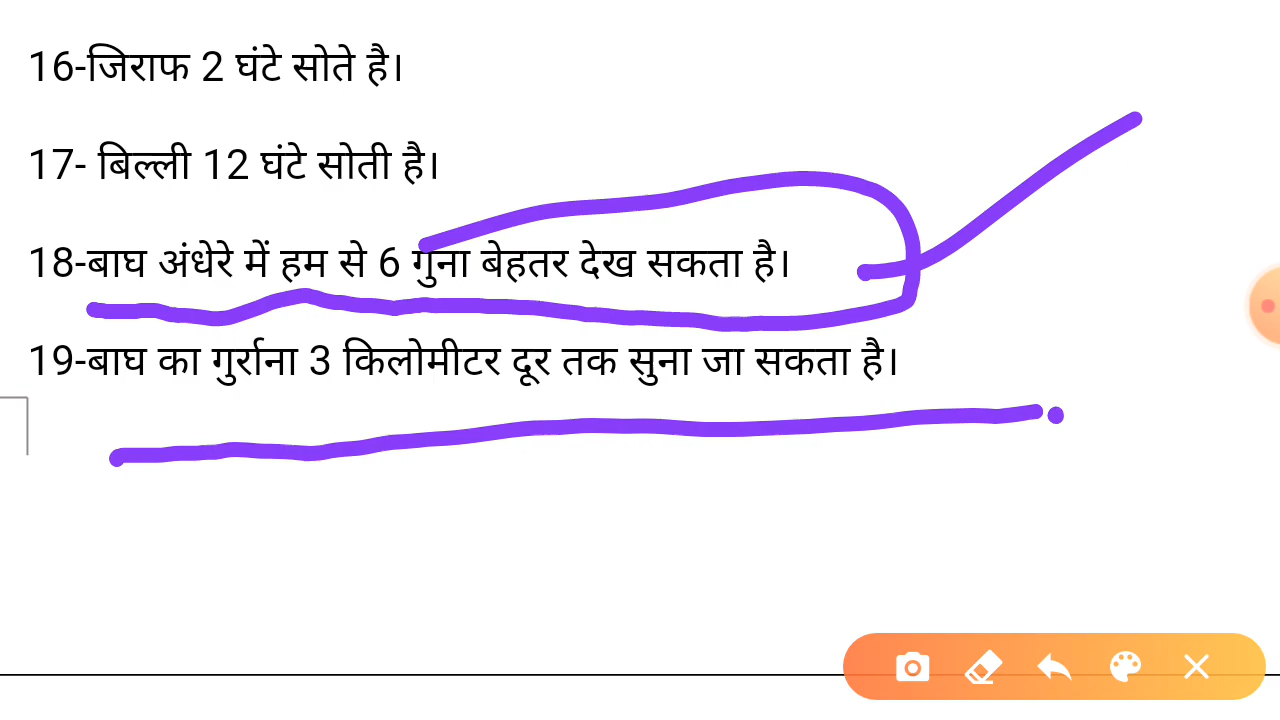 16-जिराफ 2 घंटे सोते है।
17- बिल्ली 12 घंटे सोती है।
18-बाघ अंधेरे में हम से 6 गुना बेहतर देख सकता है।
19-बाघ का गुर्राना 3 किलोमीटर दूर तक सुना जा सकता है।